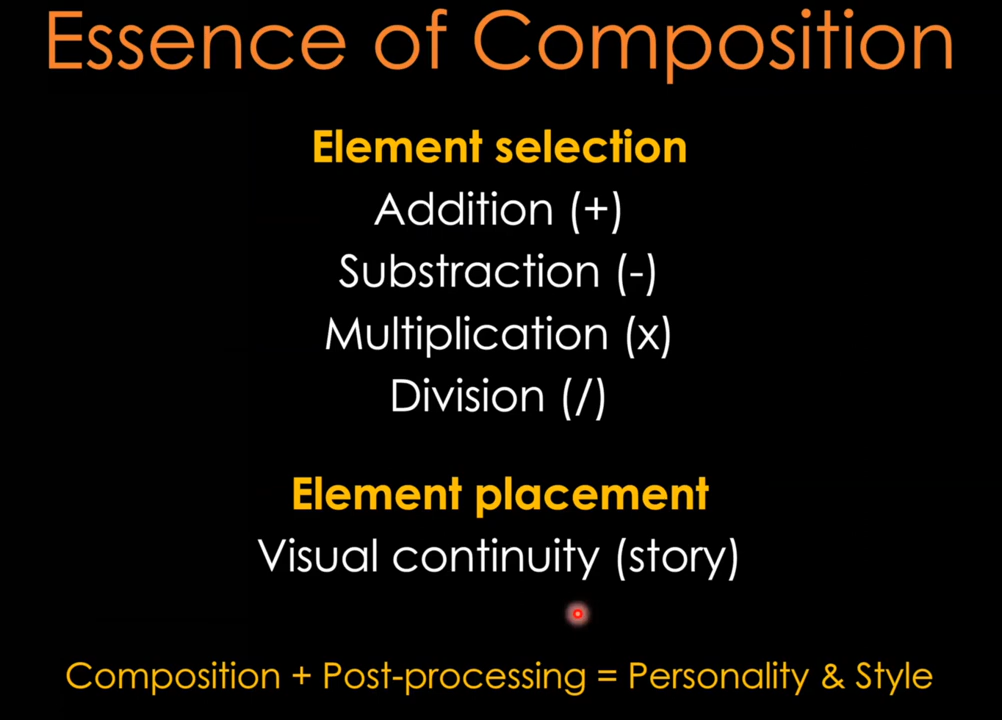 Essence of Composition
Element selection
Addition (+)
Substraction (-)
Multiplication (x)
Division (/)
Element placement
Visual continuity (story)
Composition + Post-processing = Personality & Style